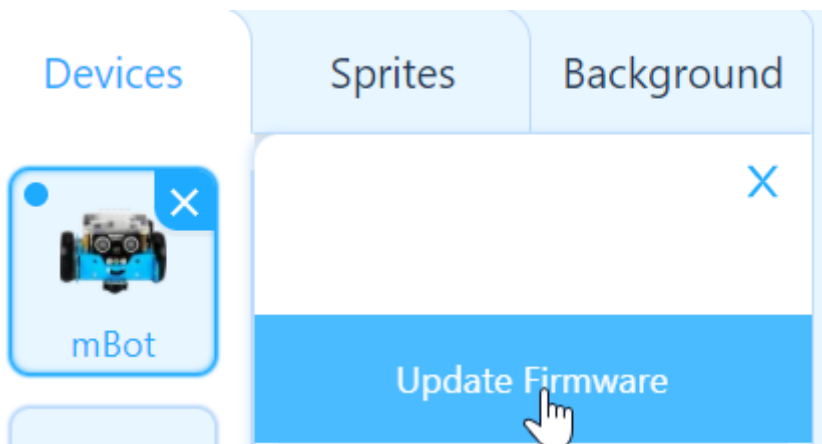 Devices
Sprites
Background
mBot
Update Firmware